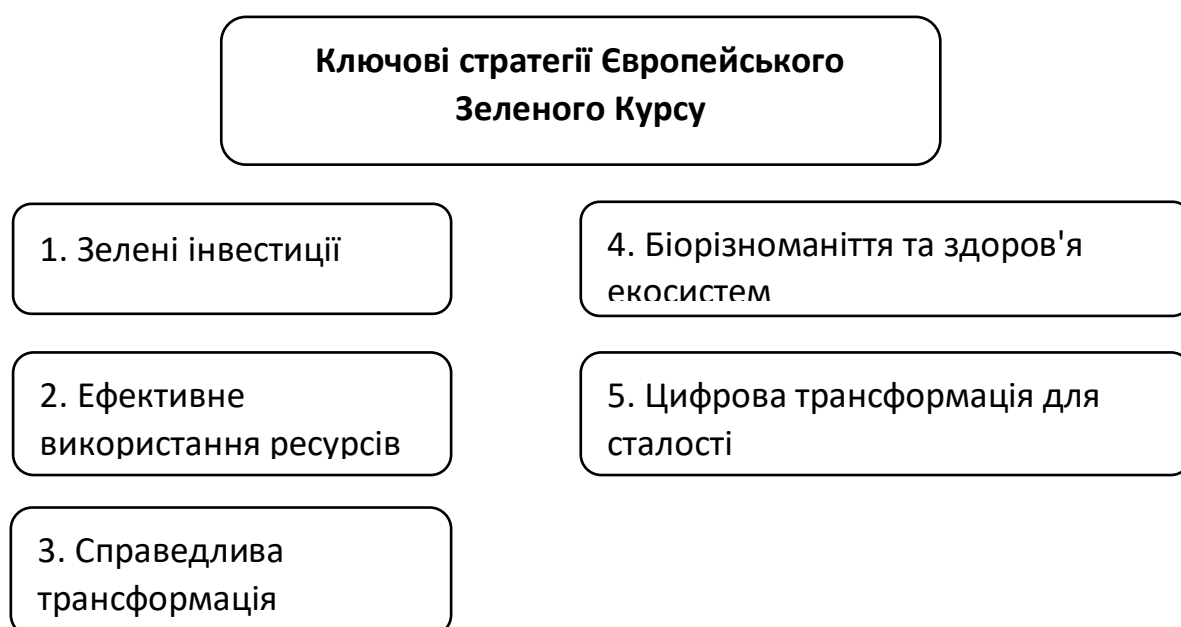 Ключові стратегії Європейського
Зеленого Курсу
1. Зелені інвестиції
2. Ефективне
використання ресурсів
3. Справедлива
трансформація
4. Біорізноманіття та здоров'я
екосистем
5. Цифрова трансформація для
сталості